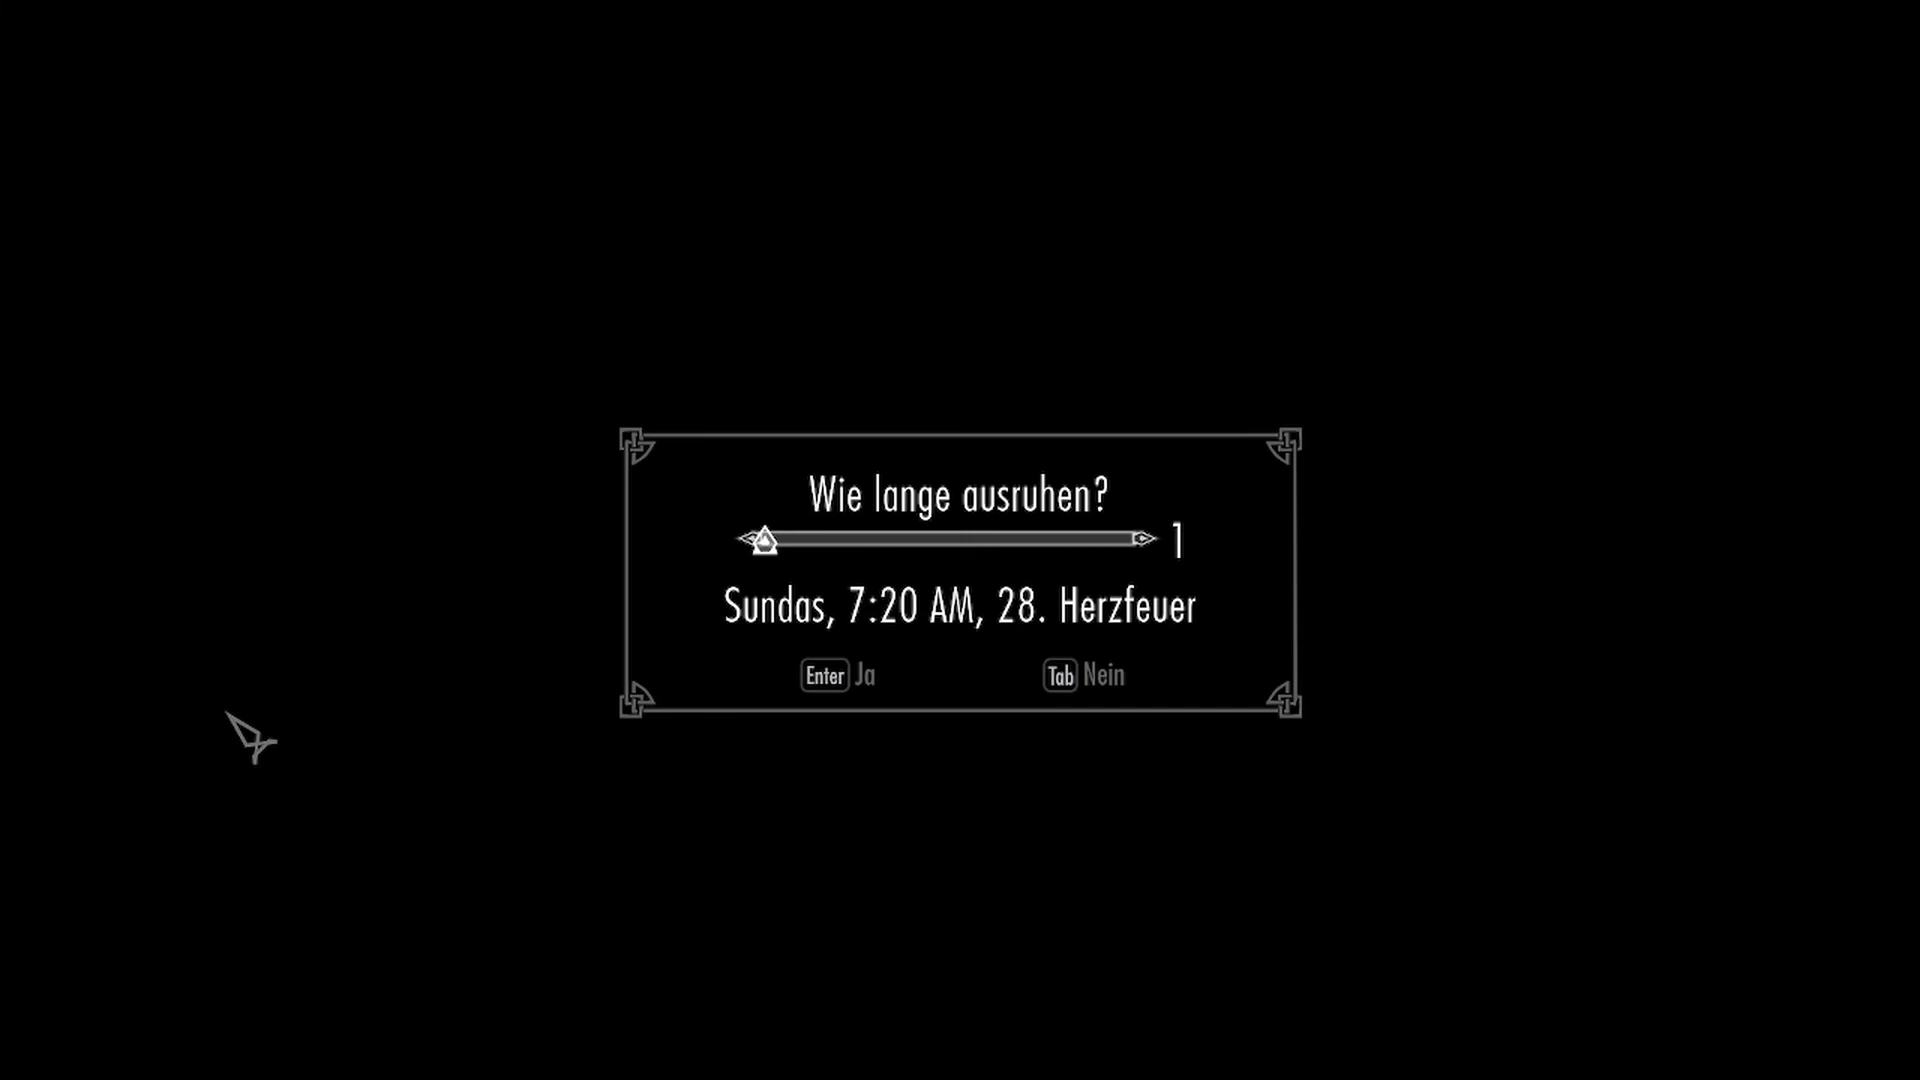 Wie lange ausruhen?
1
Sundas, 7:20 AM, 28. Herzfeuer
Enter Ja Tab Nein